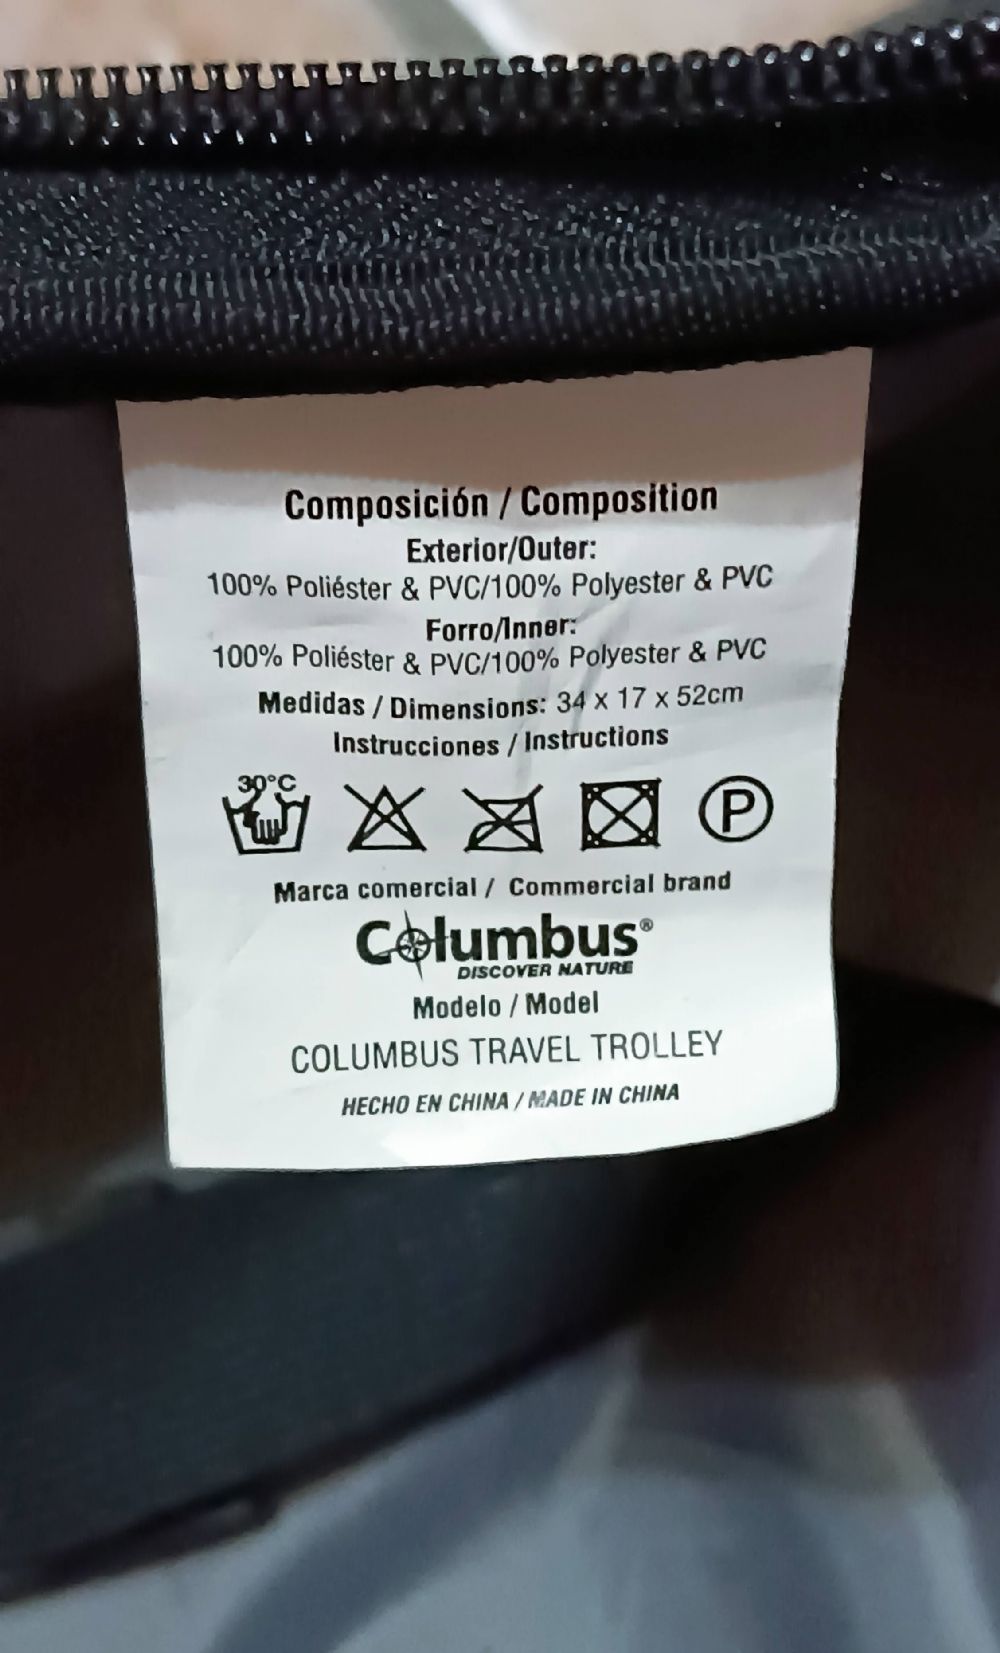 Composición / Composition
Exterior/Outer:
100% Poliéster & PVC/100% Polyester & PVC
Forro/Inner:
100% Poliéster & PVC/100% Polyester & PVC
Medidas / Dimensions: 34 x 17 x 52cm
Instrucciones / Instructions
30°C
P
Marca comercial / Commercial brand
Columbus®
DISCOVER NATURE
Modelo / Model
COLUMBUS TRAVEL TROLLEY
HECHO EN CHINA / MADE IN CHINA